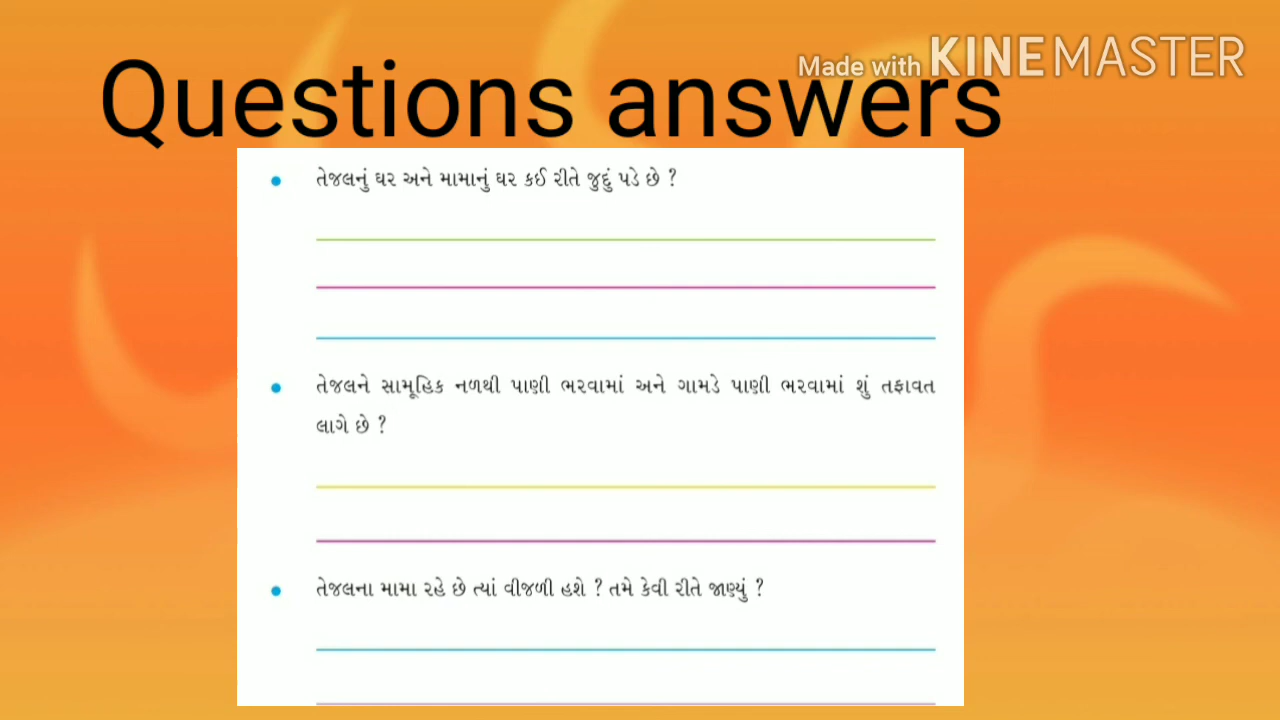 Made with KINEMASTER
Questions answers
તેજલનું ઘર અને મામાનું ઘર કઈ રીતે જુદું પડે છે ?
તેજલને સામૂહિક નળથી પાણી ભરવામાં અને ગામડે પાણી ભરવામાં શું તફાવત
લાગે છે ?
તેજલના મામા રહે છે ત્યાં વીજળી હશે ? તમે કેવી રીતે જાણ્યું ?